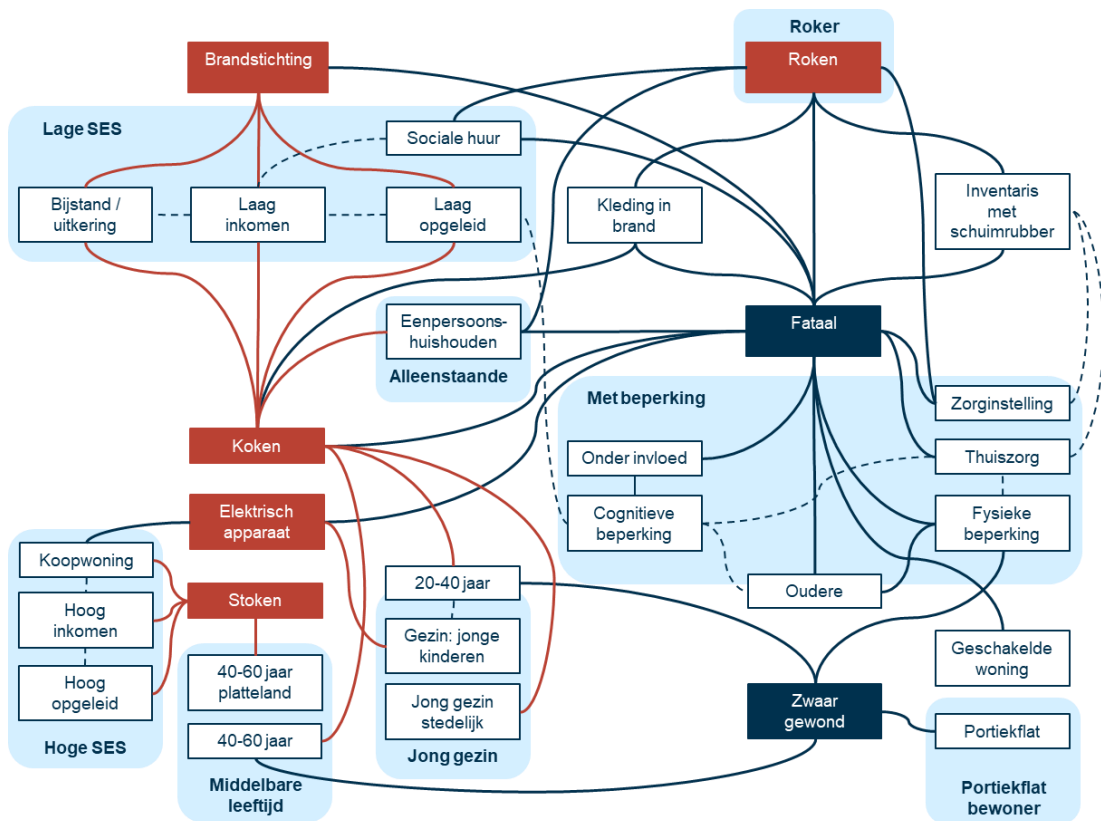 Roker
Brandstichting
Roken
Lage SES
Sociale huur
Bijstand /
uitkering
Laag
inkomen
Laag
opgeleid
Kleding in
brand
Inventaris
met
schuimrubber
Eenpersoons-
huishouden
Alleenstaande
Fataal
Met beperking
Zorginstelling
Koken
Onder invloed
Thuiszorg
Elektrisch
apparaat
Cognitieve
beperking
Fysieke
beperking
Koopwoning
20-40 jaar
Oudere
Stoken
Hoog
inkomen
Gezin: jonge
kinderen
Geschakelde
woning
40-60 jaar
platteland
Hoog
opgeleid
Jong gezin
stedelijk
Zwaar
gewond
40-60 jaar
Portiekflat
Hoge SES
Jong gezin
Middelbare
leeftijd
Portiekflat
bewoner